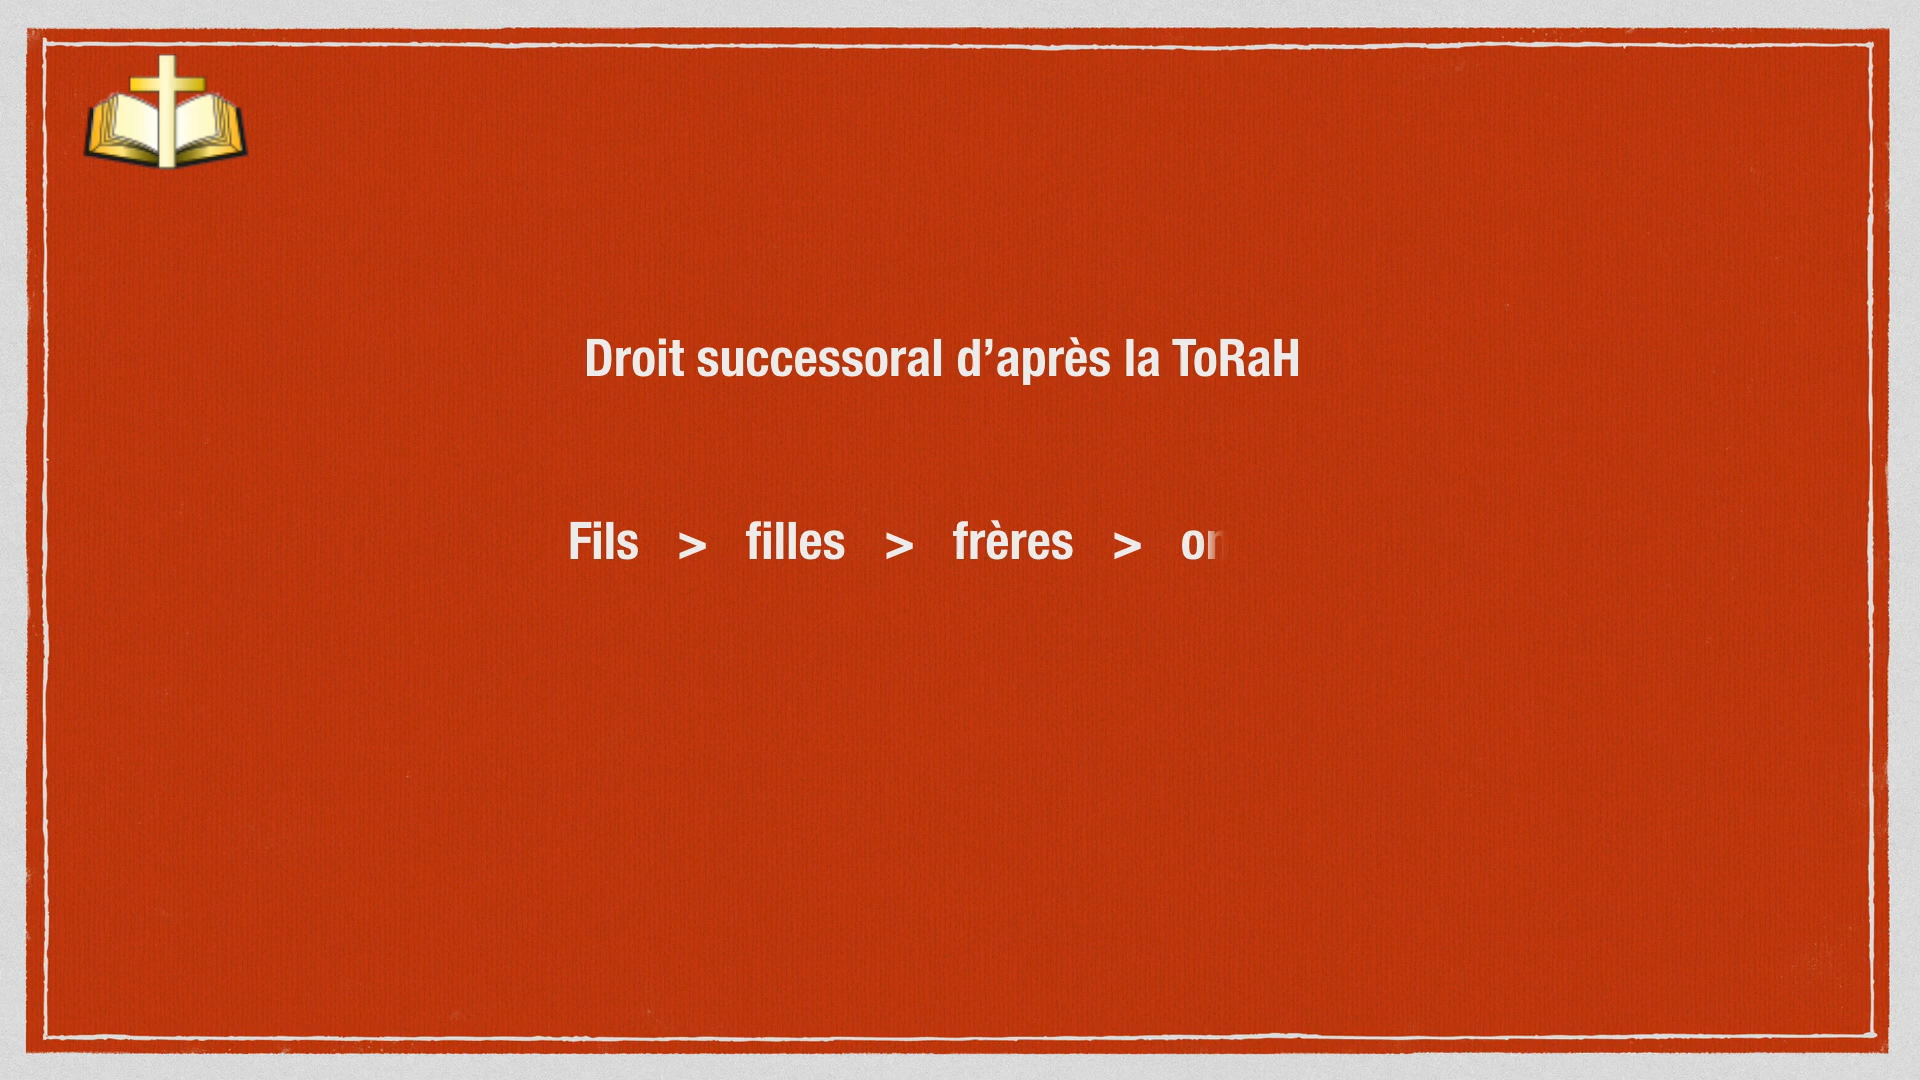 Droit successoral d’après la ToRaH
Fils > filles > frères >